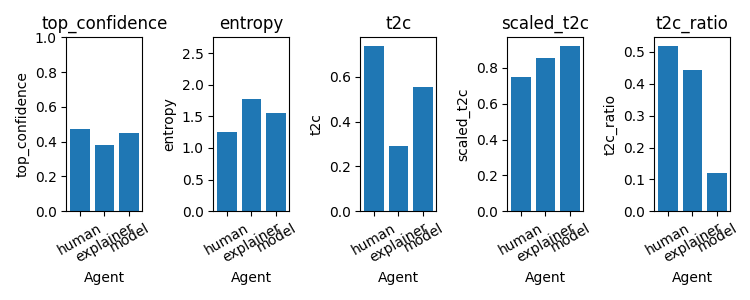 top_confidence
entropy
t2c
scaled_t2c
t2c_ratio
top_confidence
1.0
0.8
0.6
0.4
0.2
0.0
human
explainer
model
Agent
entropy
2.5
2.0
1.5
1.0
0.5
0.0
human
explainer
model
Agent
t2c
0.6
0.4
0.2
0.0
human
explainer
model
Agent
scaled_t2c
0.8
0.6
0.4
0.2
0.0
human
explainer
model
Agent
t2c_ratio
0.5
0.4
0.3
0.2
0.1
0.0
human
explainer
model
Agent